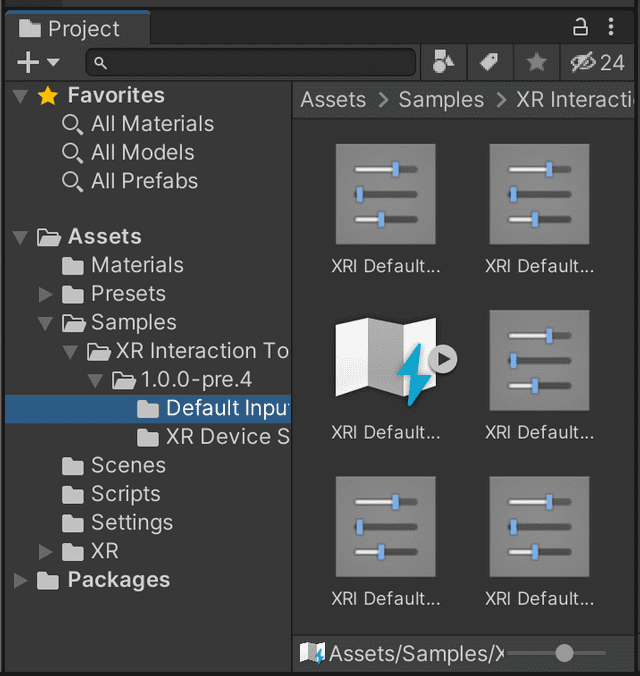 Project
24
Favorites
All Materials
All Models
All Prefabs
Assets
Materials
Presets
Samples
XR Interaction To
1.0.0-pre.4
Default Inpu
XR Device S
Scenes
Scripts
Settings
XR
Packages
Assets > Samples > XR Interacti
XRI Default... XRI Default...
XRI Default... XRI Default...
XRI Default... XRI Default...
Assets/Samples/X